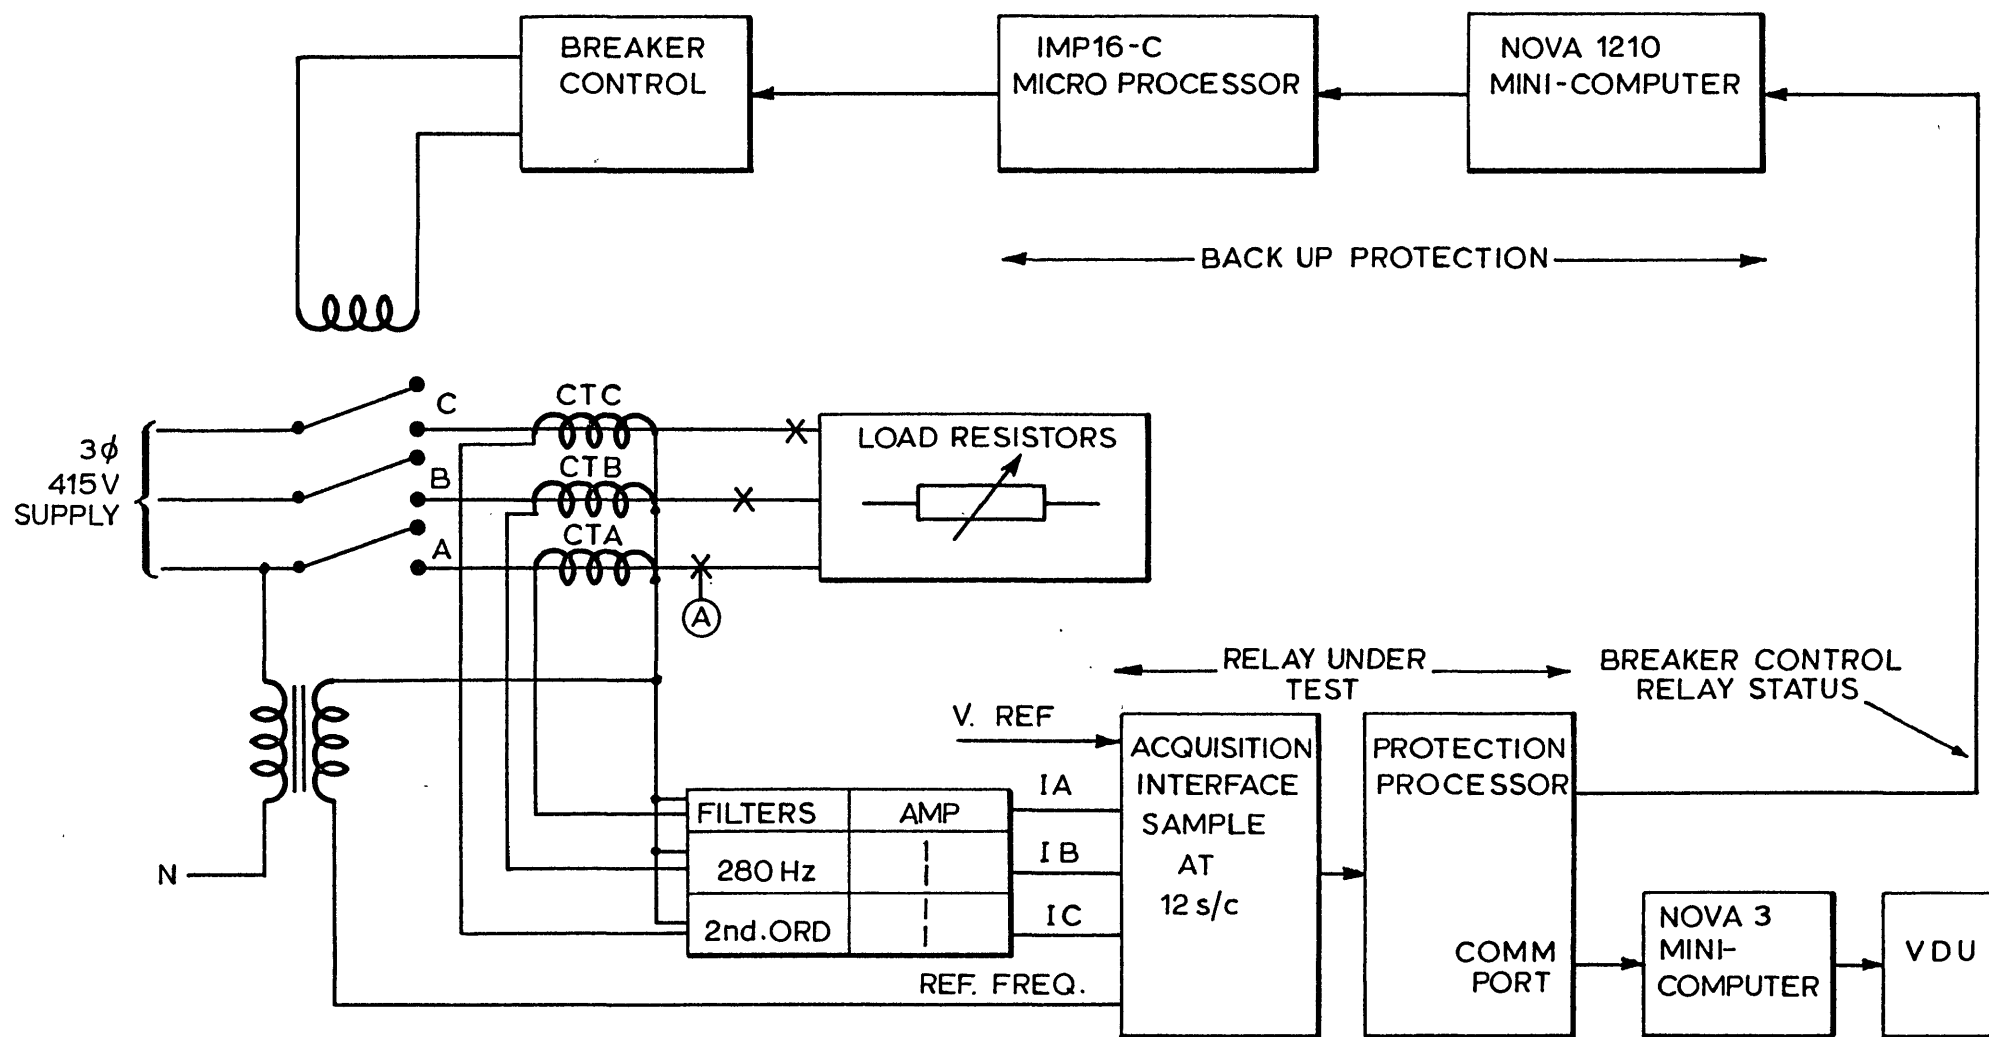 BREAKER
CONTROL
IMP16-C
MICRO PROCESSOR
NOVA 1210
MINI-COMPUTER
BACK UP PROTECTION
3ϕ
415V
SUPPLY
C
B
A
CTC
CTB
CTA
LOAD RESISTORS
A
N
RELAY UNDER
TEST
BREAKER CONTROL
RELAY STATUS
V. REF
IA
IB
IC
REF. FREQ.
FILTERS
280 Hz
2nd.ORD
AMP
ACQUISITION
INTERFACE
SAMPLE
AT
12 s/c
PROTECTION
PROCESSOR
COMM
PORT
NOVA 3
MINI-
COMPUTER
VDU